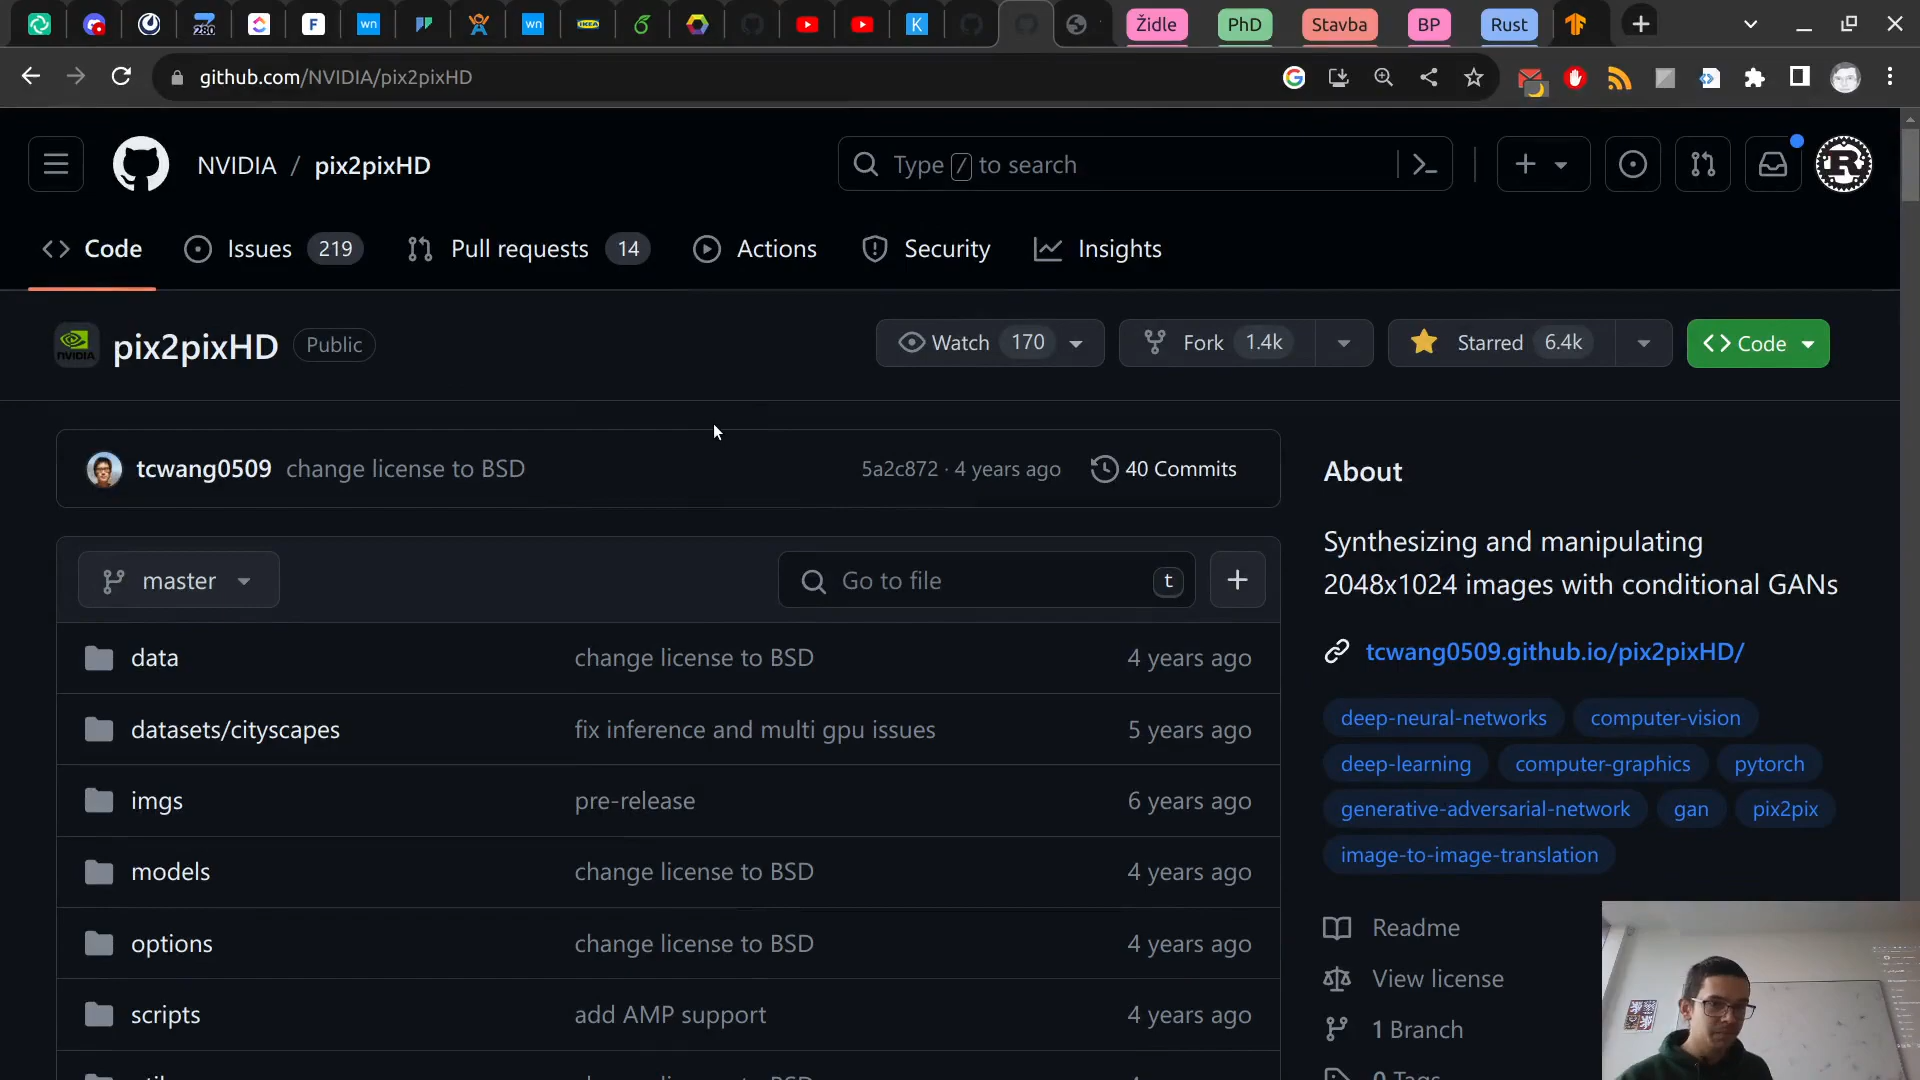 Židle
PhD
Stavba
BP
Rust
github.com/NVIDIA/pix2pixHD
NVIDIA / pix2pixHD
Type / to search
Code
Issues 219
Pull requests 14
Actions
Security
Insights
pix2pixHD Public
Watch 170
Fork 1.4k
Starred 6.4k
Code
tcwang0509 change license to BSD
5a2c872 · 4 years ago
40 Commits
master
Go to file t
data change license to BSD 4 years ago
datasets/cityscapes fix inference and multi gpu issues 5 years ago
imgs pre-release 6 years ago
models change license to BSD 4 years ago
options change license to BSD 4 years ago
scripts add AMP support 4 years ago
About
Synthesizing and manipulating
2048x1024 images with conditional GANs
tcwang0509.github.io/pix2pixHD/
deep-neural-networks computer-vision
deep-learning computer-graphics pytorch
generative-adversarial-network gan pix2pix
image-to-image-translation
Readme
View license
1 Branch
0 Tags